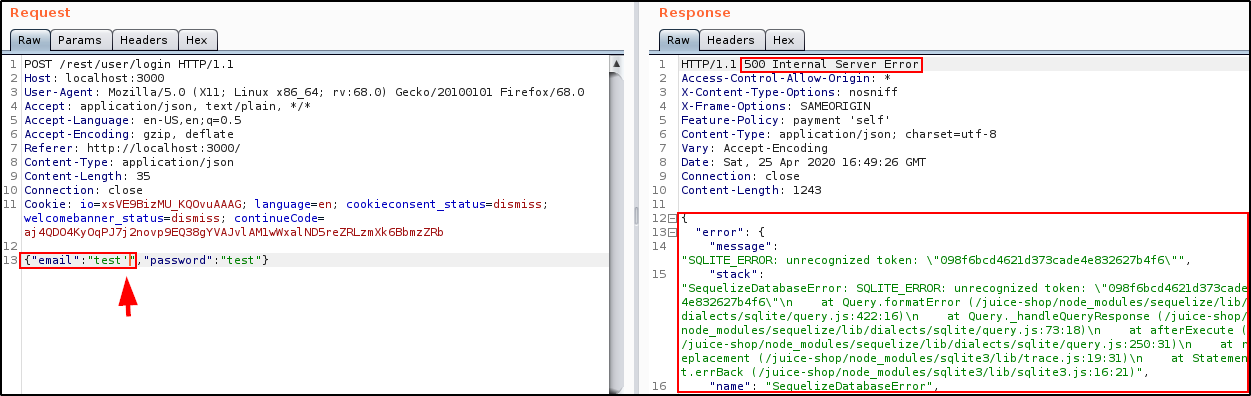 Request
Raw Params Headers Hex
1 POST /rest/user/login HTTP/1.1
2 Host: localhost:3000
3 User-Agent: Mozilla/5.0 (X11; Linux x86_64; rv:68.0) Gecko/20100101 Firefox/68.0
4 Accept: application/json, text/plain, */*
5 Accept-Language: en-US,en;q=0.5
6 Accept-Encoding: gzip, deflate
7 Referer: http://localhost:3000/
8 Content-Type: application/json
9 Content-Length: 35
10 Connection: close
11 Cookie: io=xsVE9BizMU_KQOvuAAAG; language=en; cookieconsent_status=dismiss;
welcomebanner_status=dismiss; continueCode=
aj4QDO4KyOqPJ7j2novp9EQ38gYVAJvlAM1wWxalND5reZRLzmXk6BbmzZRb
12
13 {"email":"test'","password":"test"}
Response
Raw Headers Hex
1 HTTP/1.1 500 Internal Server Error
2 Access-Control-Allow-Origin: *
3 X-Content-Type-Options: nosniff
4 X-Frame-Options: SAMEORIGIN
5 Feature-Policy: payment 'self'
6 Content-Type: application/json; charset=utf-8
7 Vary: Accept-Encoding
8 Date: Sat, 25 Apr 2020 16:49:26 GMT
9 Connection: close
10 Content-Length: 1243
11
12 {
13 "error": {
14 "message":
"SQLITE_ERROR: unrecognized token: \"098f6bcd4621d373cade4e832627b4f6\"",
15 "stack":
"SequelizeDatabaseError: SQLITE_ERROR: unrecognized token: \"098f6bcd4621d373cade
4e832627b4f6\"\n at Query.formatError (/juice-shop/node_modules/sequelize/lib/
dialects/sqlite/query.js:422:16)\n at Query._handleQueryResponse (/juice-shop/
node_modules/sequelize/lib/dialects/sqlite/query.js:73:18)\n at afterExecute (
/juice-shop/node_modules/sequelize/lib/dialects/sqlite/query.js:250:31)\n at r
eplacement (/juice-shop/node_modules/sqlite3/lib/trace.js:19:31)\n at Statemen
t.errBack (/juice-shop/node_modules/sqlite3/lib/sqlite3.js:16:21)",
16 "name": "SequelizeDatabaseError",